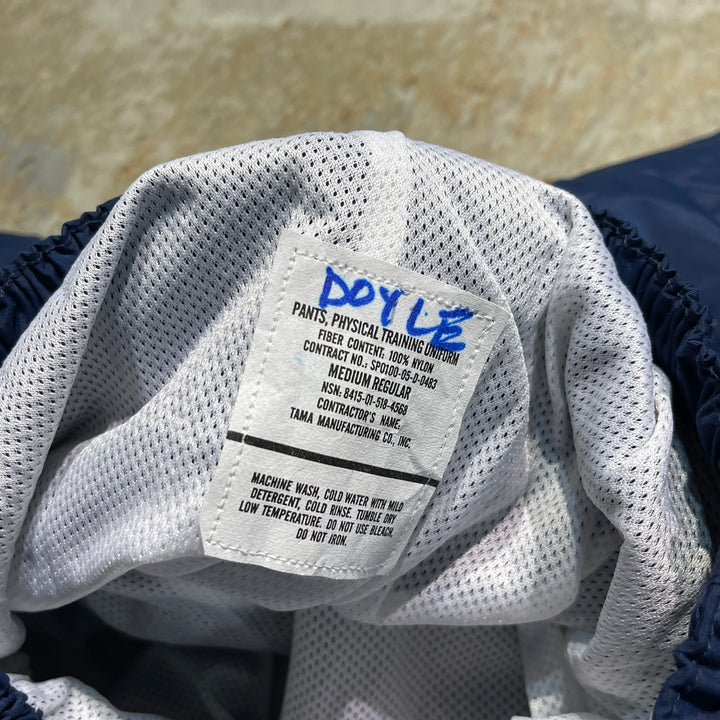 DOYLE
PANTS, PHYSICAL TRAINING UNIFORM
FIBER CONTENT: 100% NYLON
CONTRACT NO.: SPO100-05-D-0483
MEDIUM REGULAR
NSN. 8415-01-518-4569
CONTRACTOR'S NAME,
TAMA MANUFACTURING CO, INC.
MACHINE WASH, COLD WATER WITH MILD
DETERGENT, COLD RINSE. TUMBLE DRY
LOW TEMPERATURE. DO NOT USE BLEACH.
DO NOT IRON.